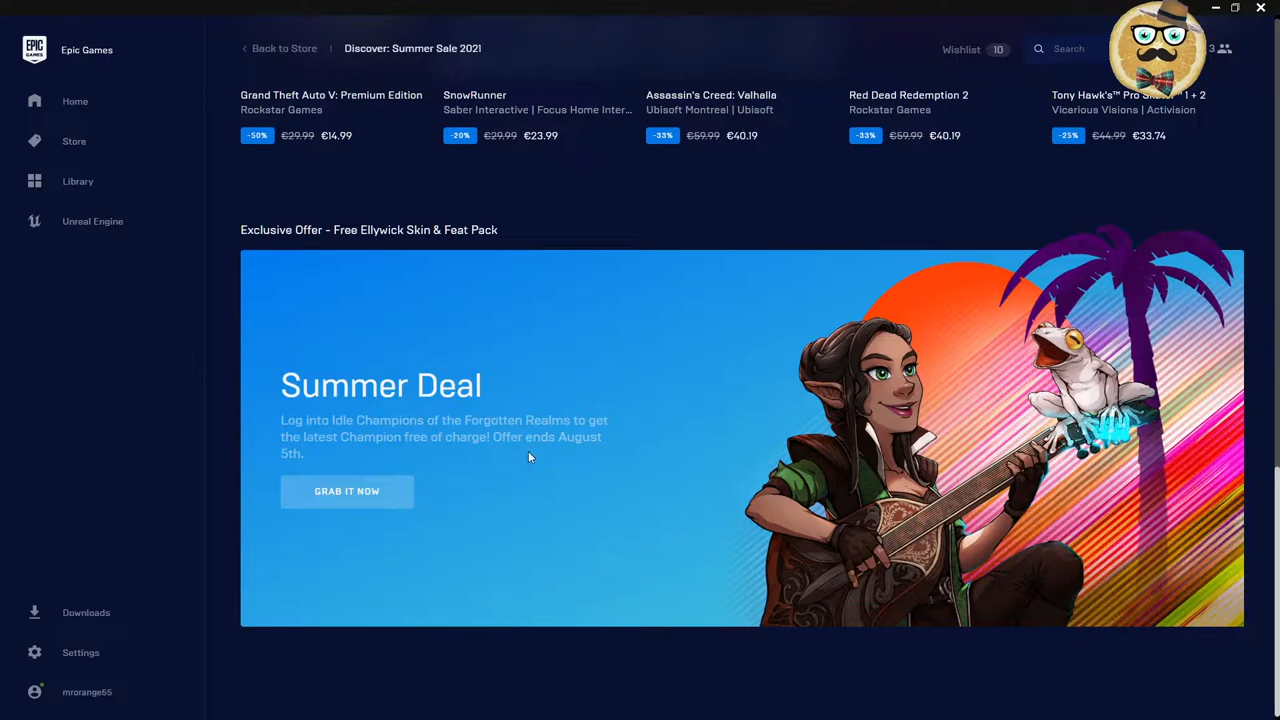 EPIC GAMES
Epic Games
Home
Store
Library
Unreal Engine
Downloads
Settings
mrorange55
Back to Store | Discover: Summer Sale 2021
Wishlist 10
Search
3
Grand Theft Auto V: Premium Edition
Rockstar Games
-50% €29.99 €14.99
SnowRunner
Saber Interactive | Focus Home Inter...
-20% €29.99 €23.99
Assassin's Creed: Valhalla
Ubisoft Montreal | Ubisoft
-33% €59.99 €40.19
Red Dead Redemption 2
Rockstar Games
-33% €59.99 €40.19
Tony Hawk's™ Pro 1 + 2
Vicarious Visions | Activision
-25% €44.99 €33.74
Exclusive Offer - Free Ellywick Skin & Feat Pack
Summer Deal
Log into Idle Champions of the Forgotten Realms to get
the latest Champion free of charge! Offer ends August
5th.
GRAB IT NOW